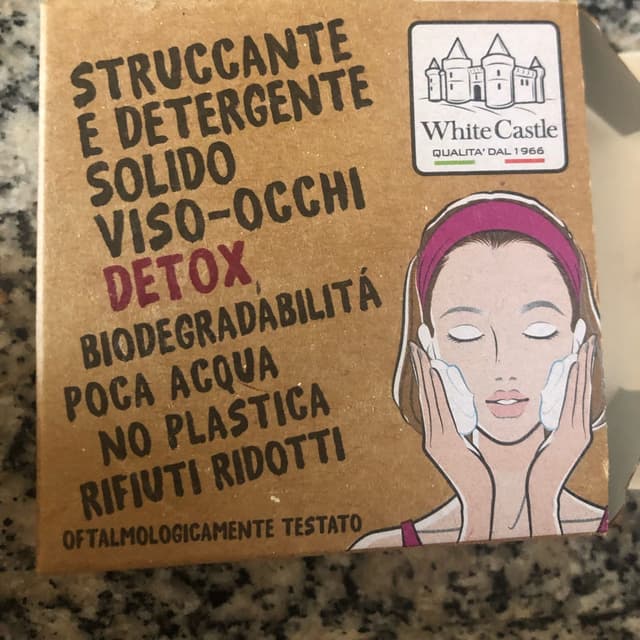 STRUCCANTE
E DETERGENTE
SOLIDO
VISO-OCCHI
DETOX
BIODEGRADABILITÁ
POCA ACQUA
NO PLASTICA
RIFIUTI RIDOTTI
OFTALMOLOGICAMENTE TESTATO
White Castle
QUALITA' DAL 1966